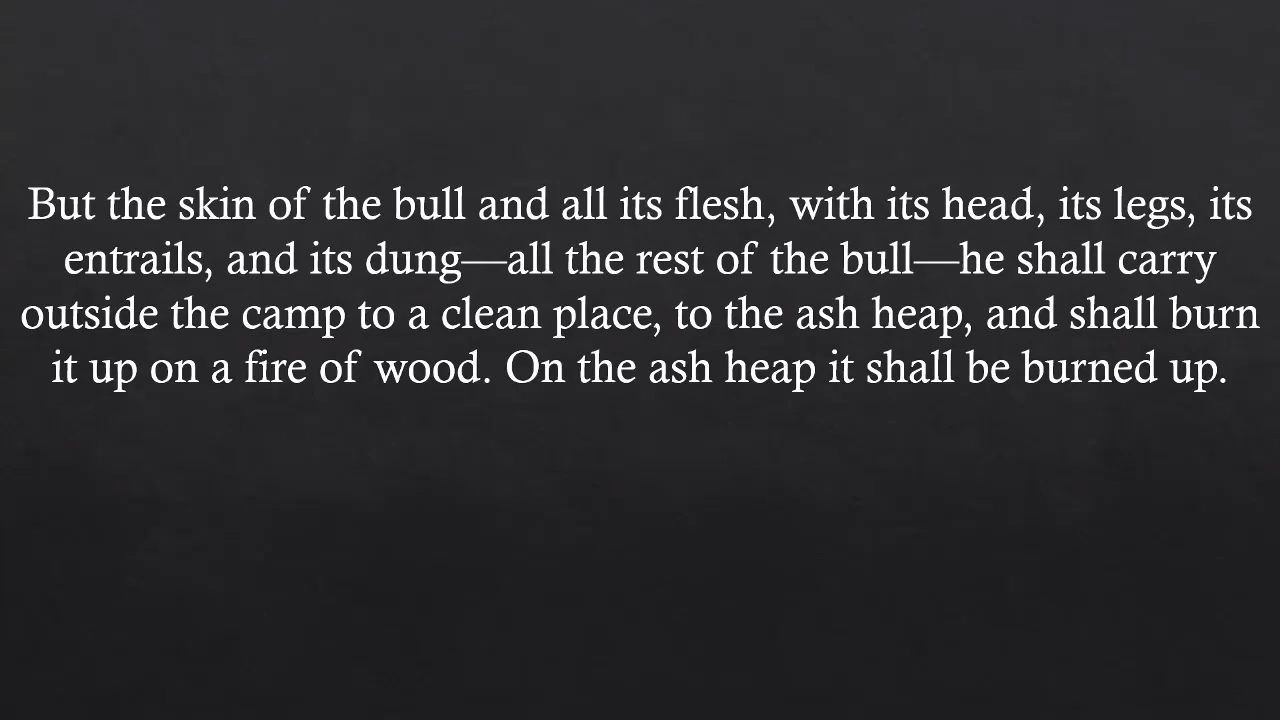 But the skin of the bull and all its flesh, with its head, its legs, its
entrails, and its dung—all the rest of the bull—he shall carry
outside the camp to a clean place, to the ash heap, and shall burn
it up on a fire of wood. On the ash heap it shall be burned up.